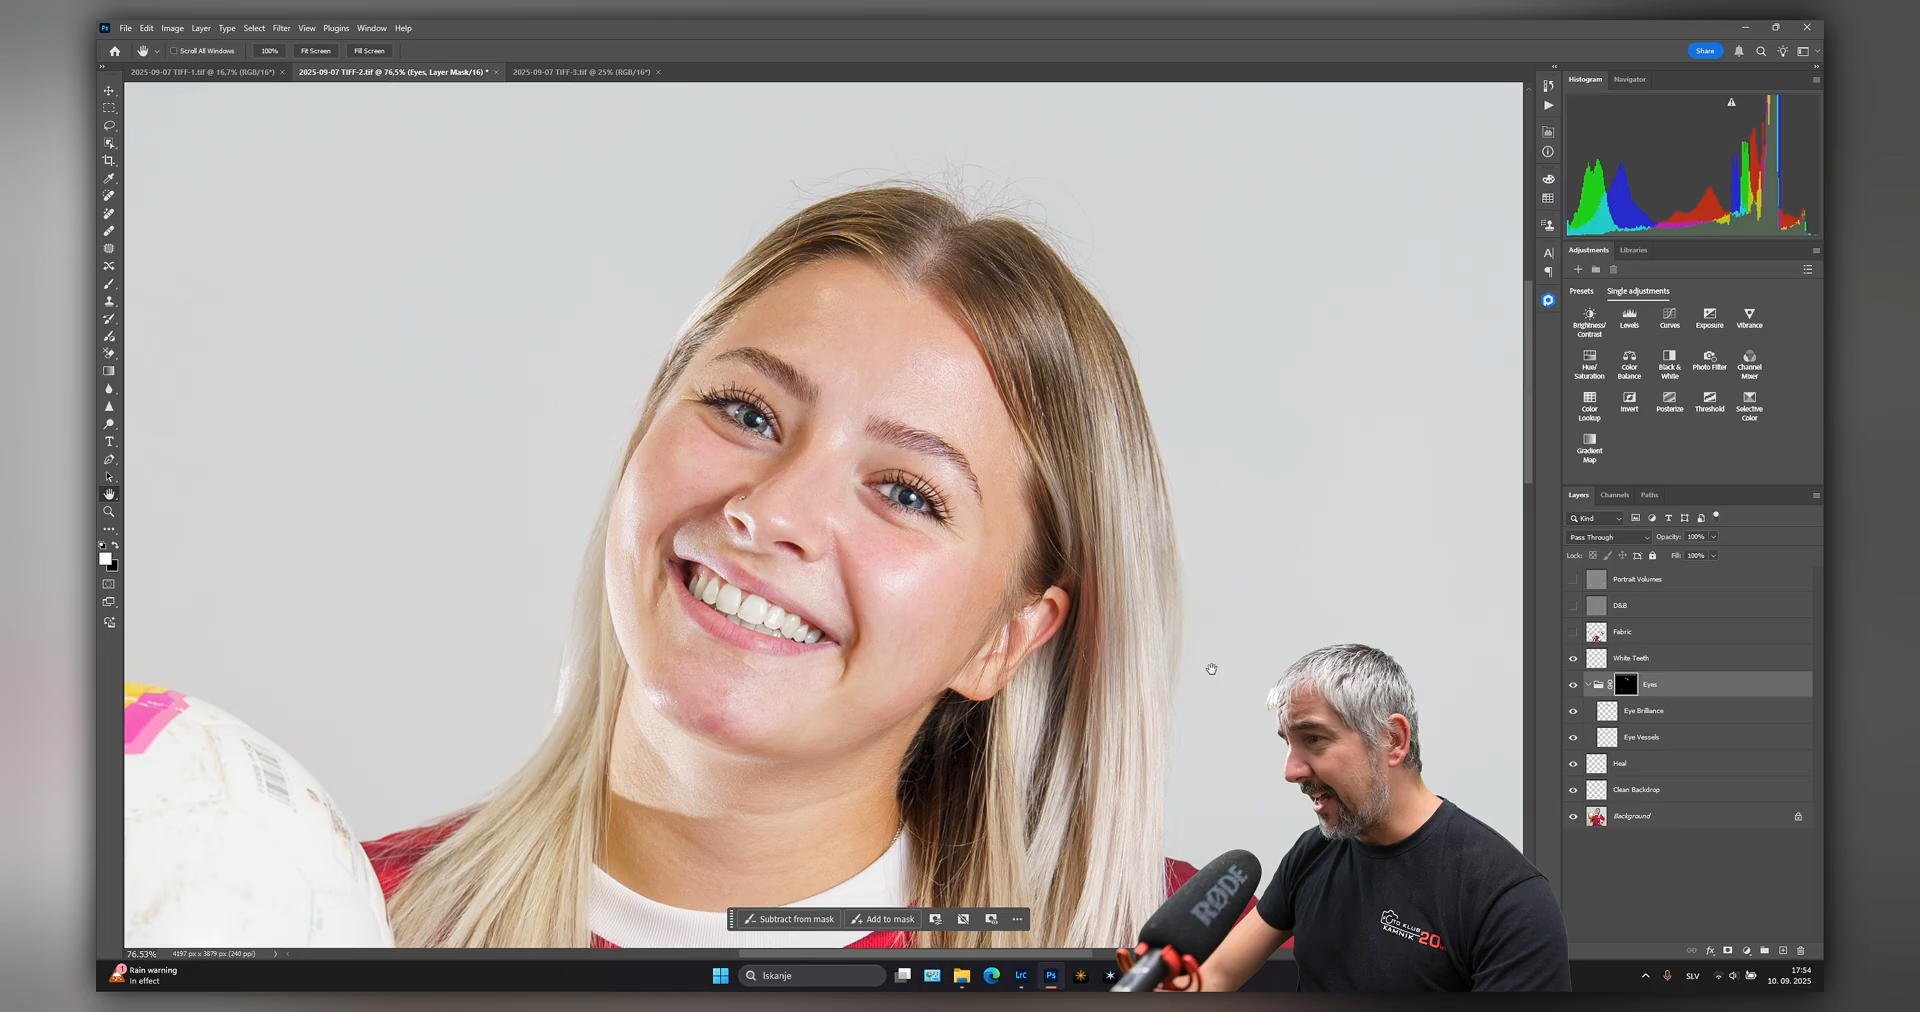 Ps File Edit Image Layer Type Select Filter View Plugins Window Help
Scroll All Windows 100% Fit Screen Fill Screen Share
2025-09-07 TIFF-1.tif @ 16,7% (RGB/16*) × 2025-09-07 TIFF-2.tif @ 76,5% (Eyes, Layer Mask/16) * × 2025-09-07 TIFF-3.tif @ 25% (RGB/16*) ×
Histogram Navigator
Adjustments Libraries
Presets Single adjustments
Brightness/
Contrast
Levels
Curves
Exposure
Vibrance
Hue/
Saturation
Color
Balance
Black &
White
Photo Filter
Channel
Mixer
Color
Lookup
Invert
Posterize
Threshold
Selective
Color
Gradient
Map
Layers Channels Paths
Kind
Pass Through Opacity: 100%
Lock: Fill: 100%
Portrait Volumes
D&B
Fabric
White Teeth
Eyes
Eye Brilliance
Eye Vessels
Heal
Clean Backdrop
Background
Subtract from mask Add to mask
76.53% 4197 px x 3879 px (240 ppi)
RØDE
FOTO KLUB
KAMNIK 20
Rain warning
In effect
Iskanje
Lrc Ps
SLV
17:54
10. 09. 2025